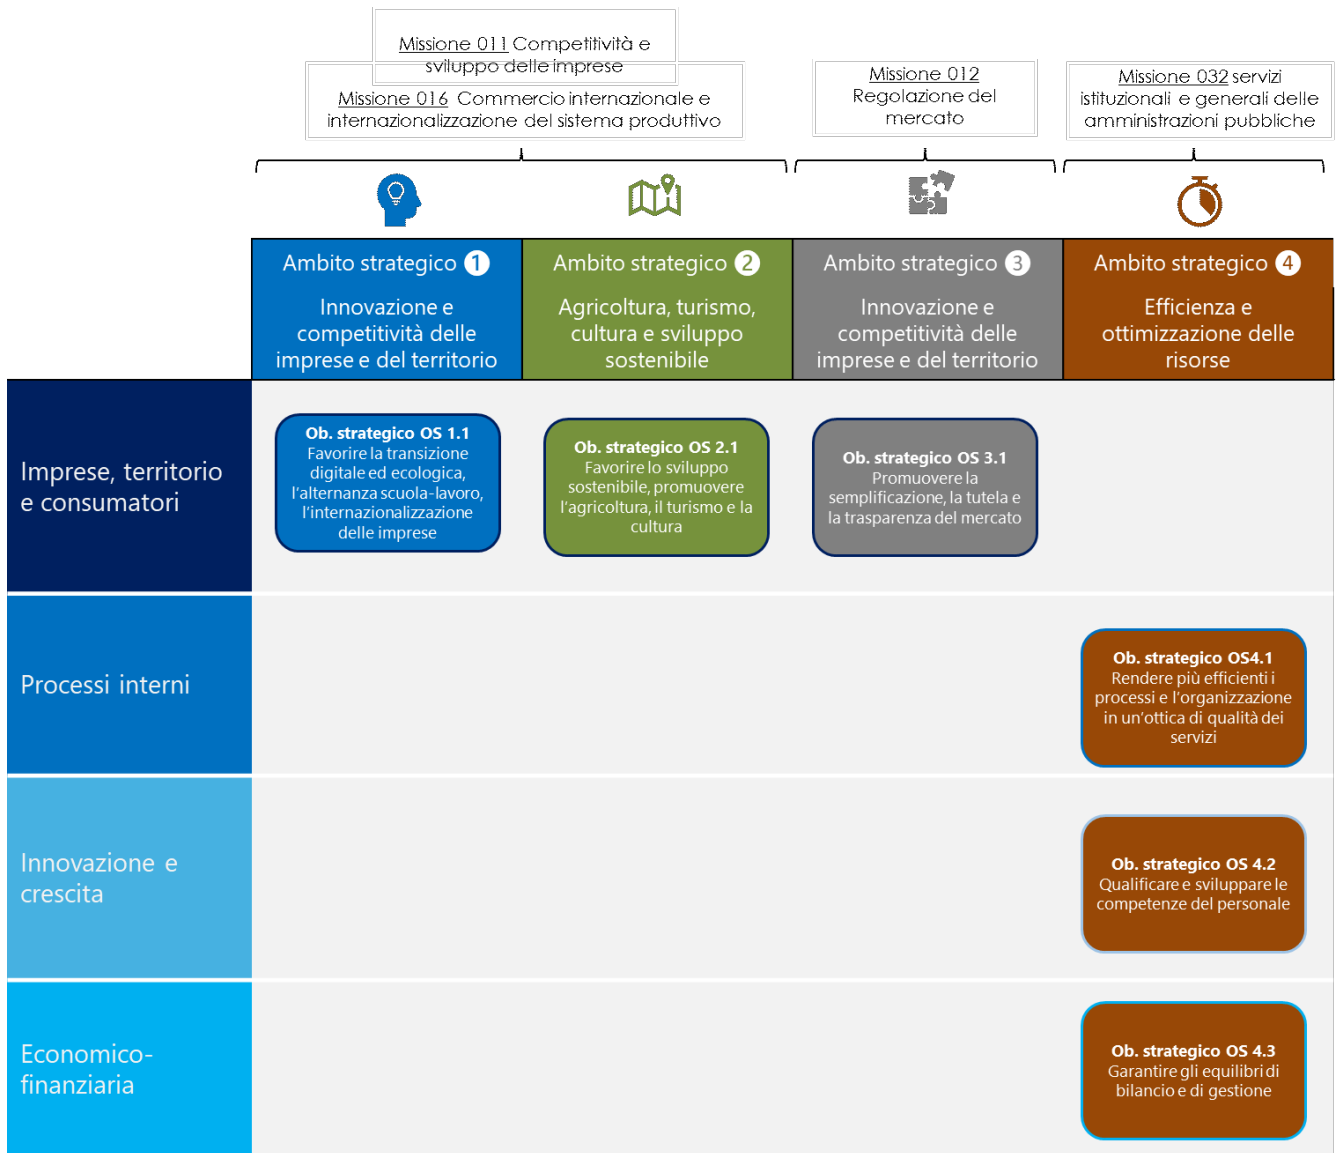 Missione 011 Competitività e
sviluppo delle imprese
Missione 016 Commercio internazionale e
internazionalizzazione del sistema produttivo
Missione 012
Regolazione del
mercato
Missione 032 servizi
istituzionali e generali delle
amministrazioni pubbliche
Ambito strategico 1
Innovazione e
competitività delle
imprese e del territorio
Ambito strategico 2
Agricoltura, turismo,
cultura e sviluppo
sostenibile
Ambito strategico 3
Innovazione e
competitività delle
imprese e del territorio
Ambito strategico 4
Efficienza e
ottimizzazione delle
risorse
Imprese, territorio
e consumatori
Ob. strategico OS 1.1
Favorire la transizione
digitale ed ecologica,
l'alternanza scuola-lavoro,
l'internazionalizzazione
delle imprese
Ob. strategico OS 2.1
Favorire lo sviluppo
sostenibile, promuovere
l'agricoltura, il turismo e la
cultura
Ob. strategico OS 3.1
Promuovere la
semplificazione, la tutela e
la trasparenza del mercato
Processi interni
Ob. strategico OS4.1
Rendere più efficienti i
processi e l'organizzazione
in un'ottica di qualità dei
servizi
Innovazione e
crescita
Ob. strategico OS 4.2
Qualificare e sviluppare le
competenze del personale
Economico-
finanziaria
Ob. strategico OS 4.3
Garantire gli equilibri di
bilancio e di gestione